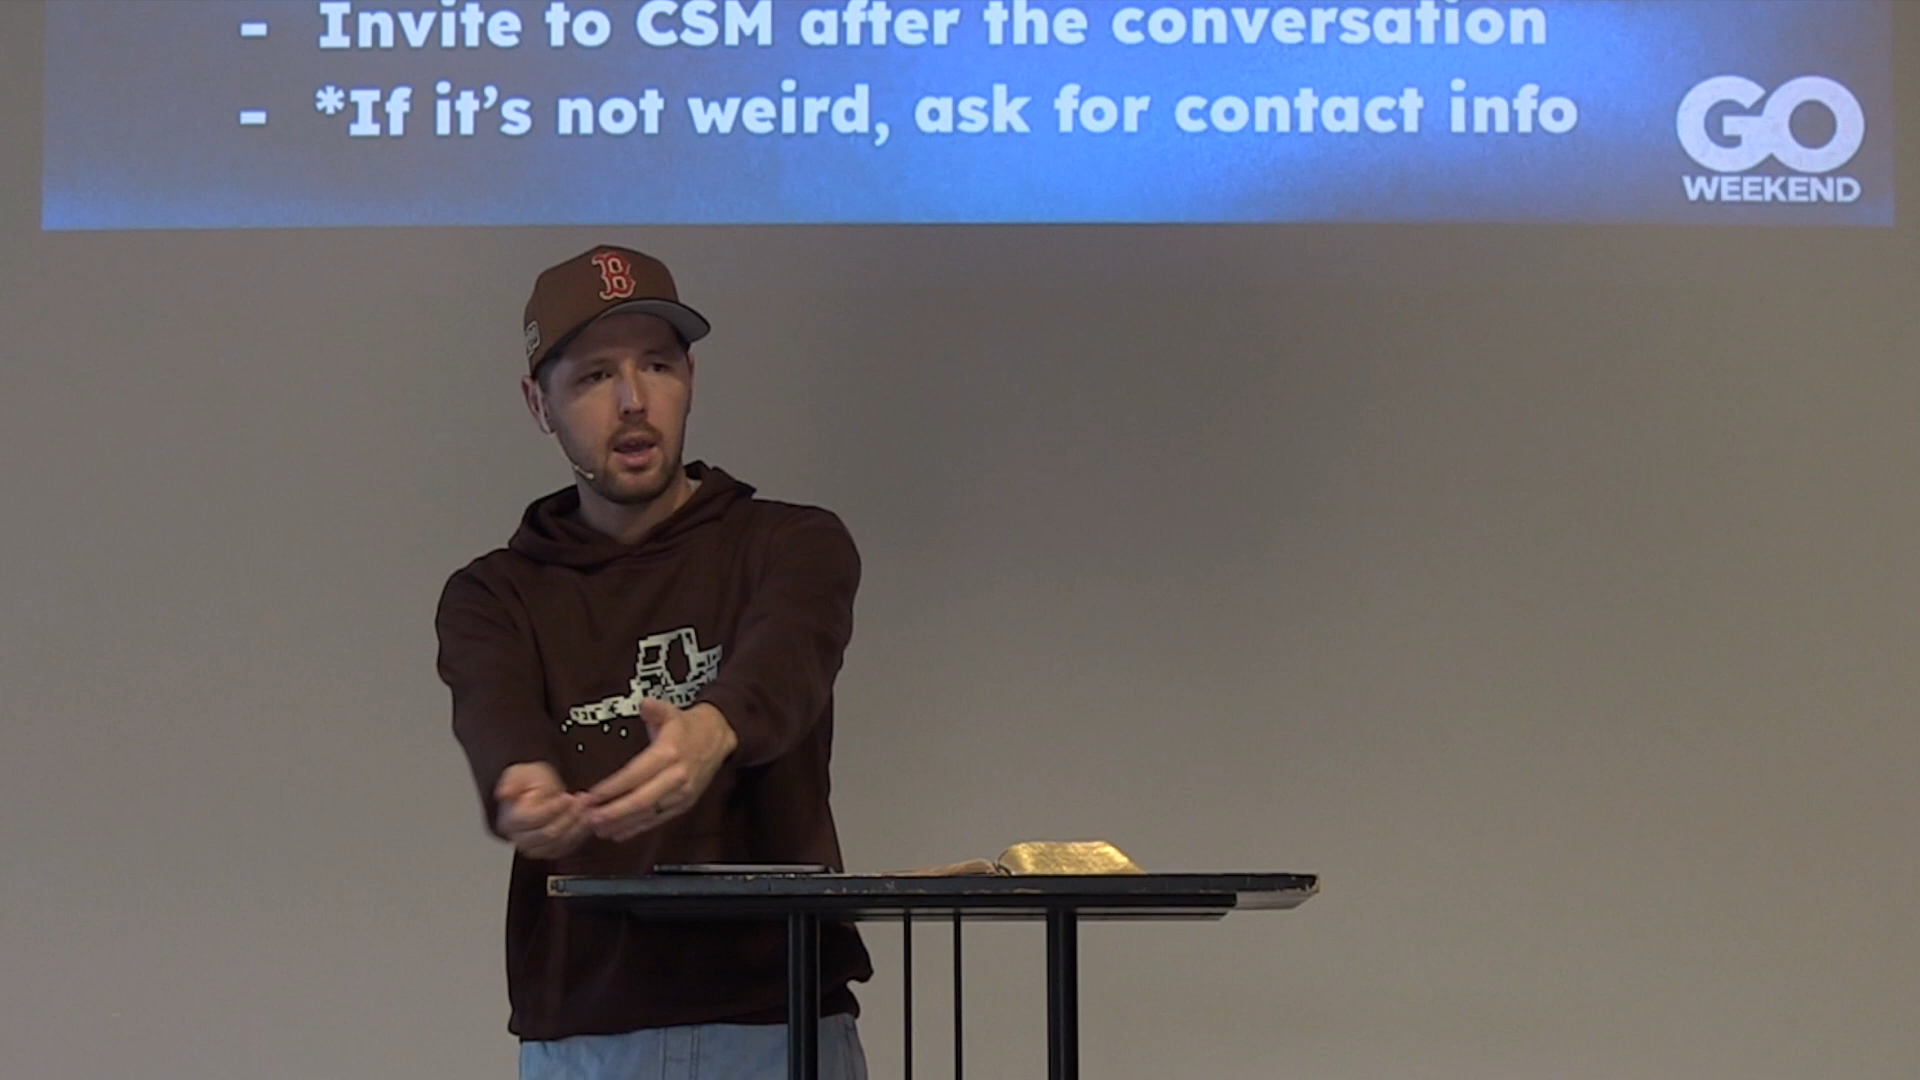 - Invite to CSM after the conversation
- *If it's not weird, ask for contact info
GO
WEEKEND
B